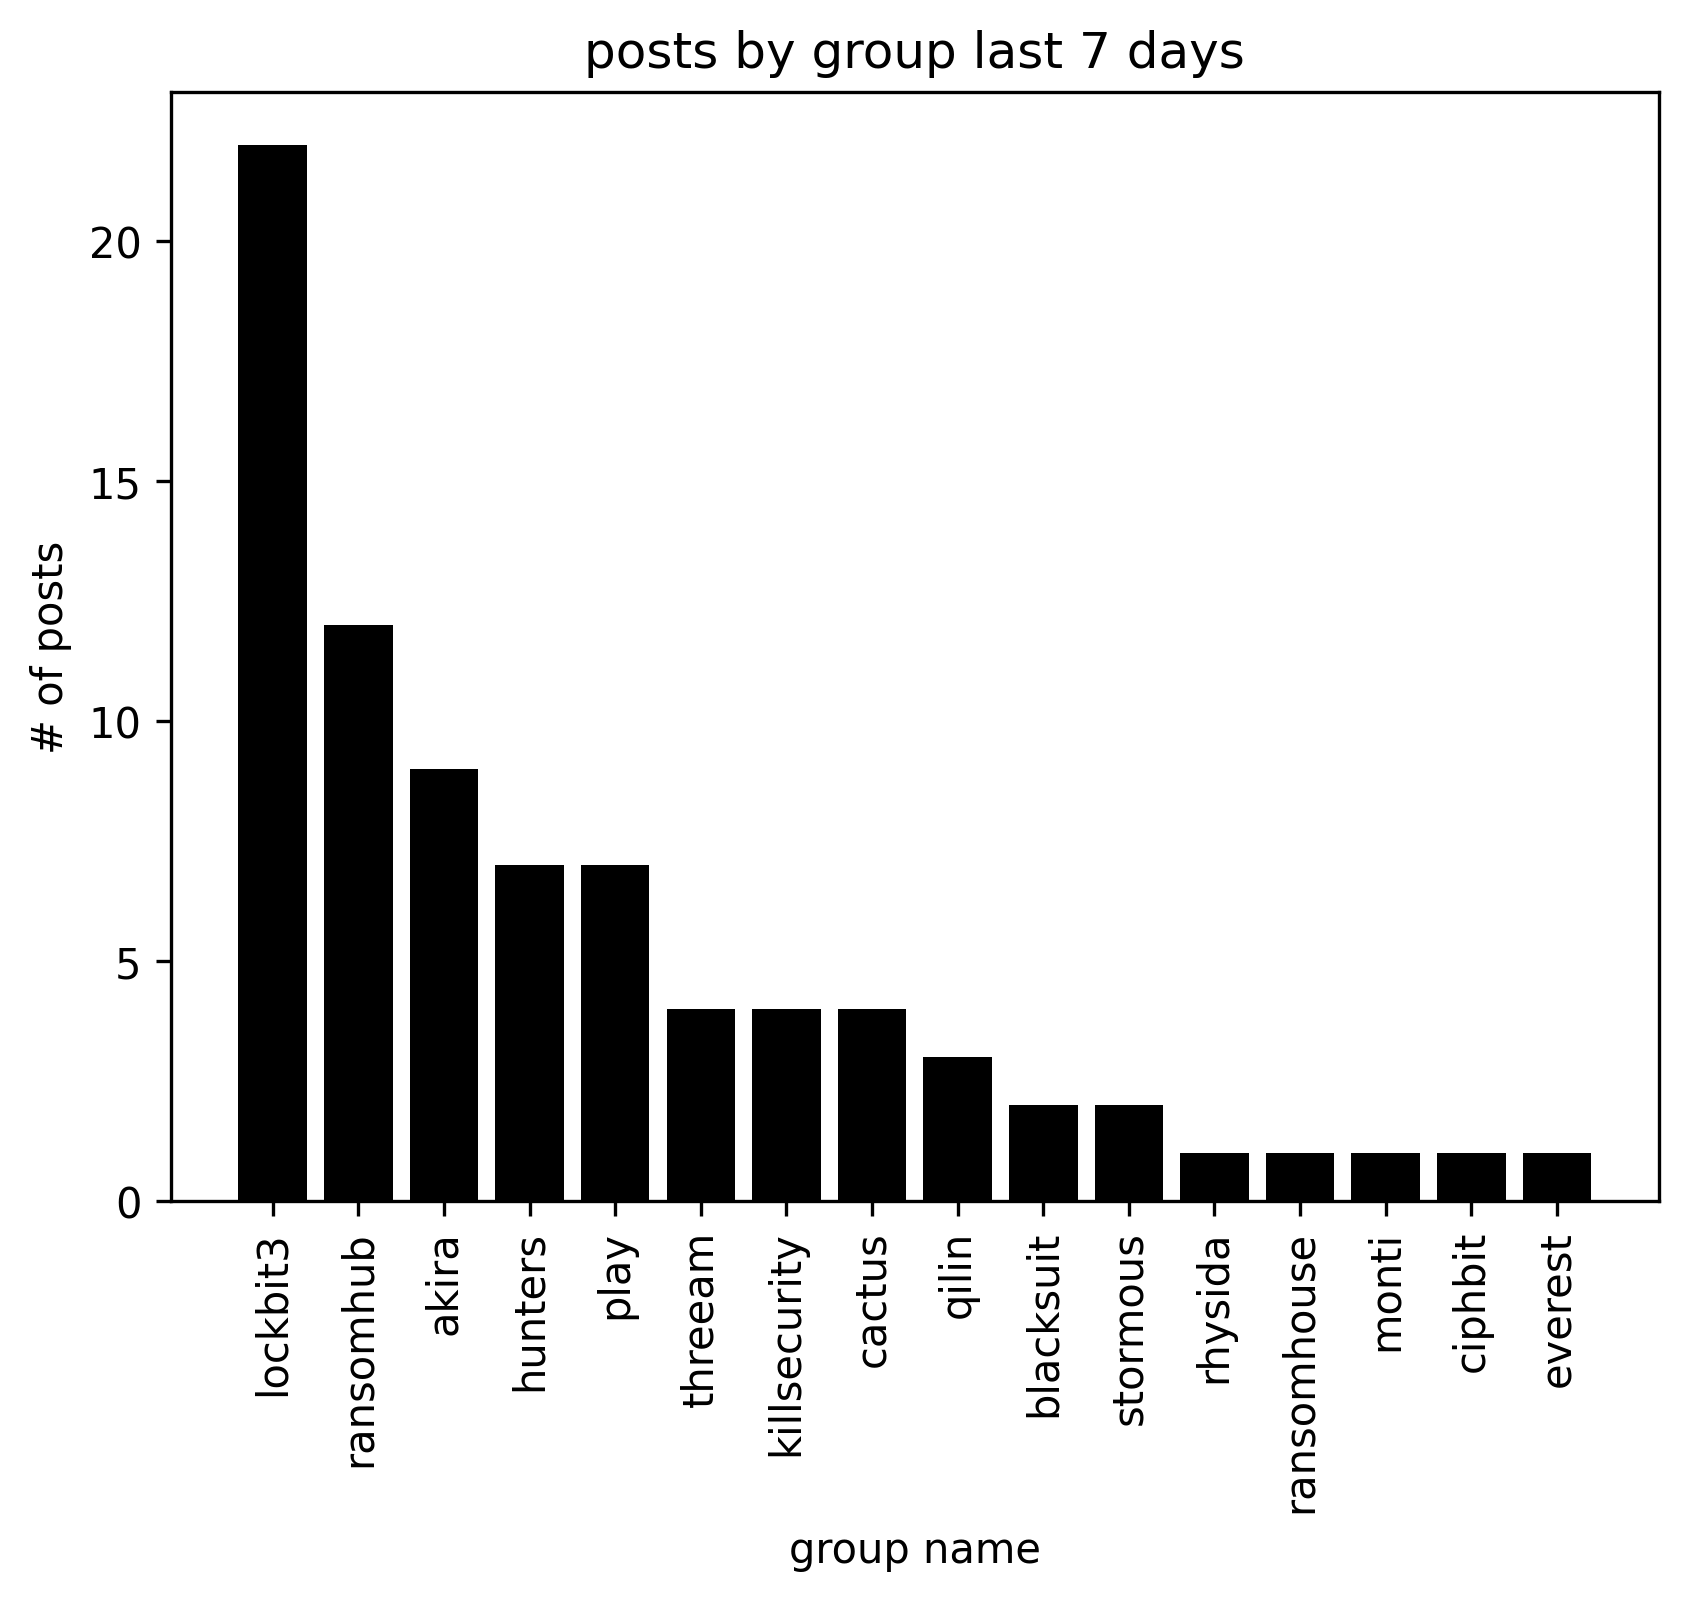 posts by group last 7 days
# of posts
20
15
10
5
0
lockbit3
ransomhub
akira
hunters
play
threeam
killsecurity
cactus
qilin
blacksuit
stormous
rhysida
ransomhouse
monti
ciphbit
everest
group name